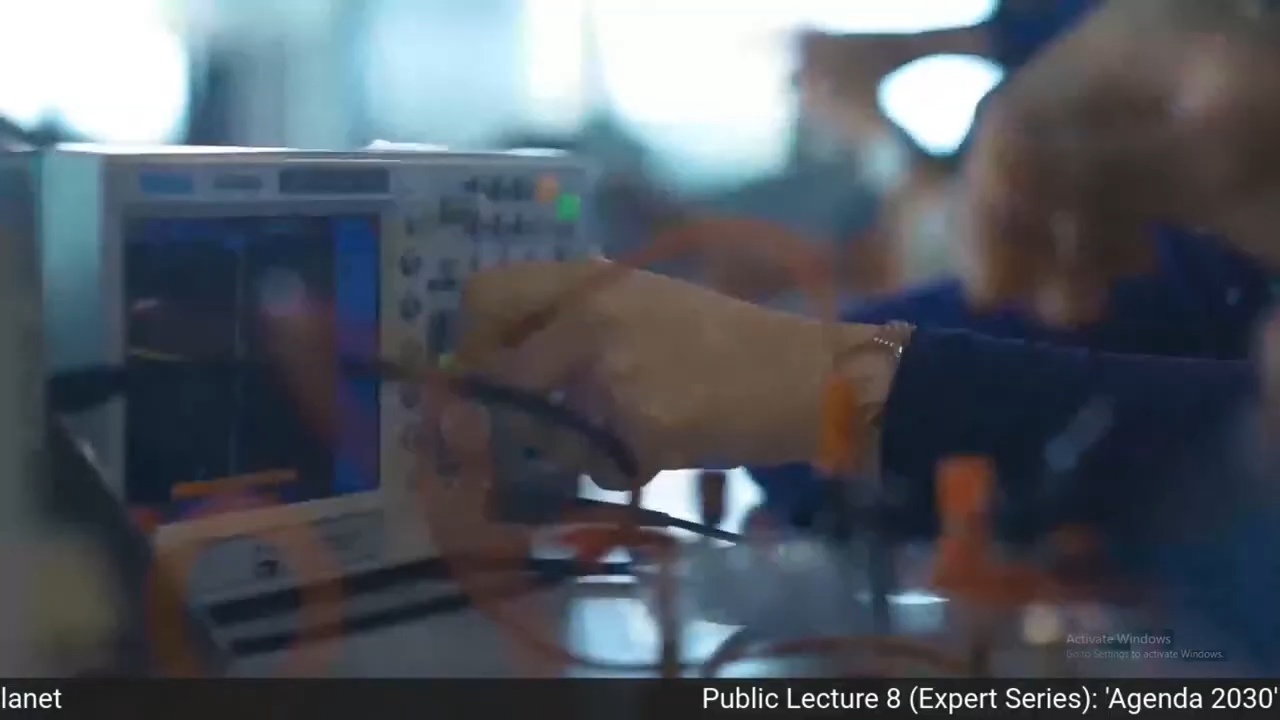 Activate Windows
Go to Settings to activate Windows.
lanet
Public Lecture 8 (Expert Series): 'Agenda 2030'